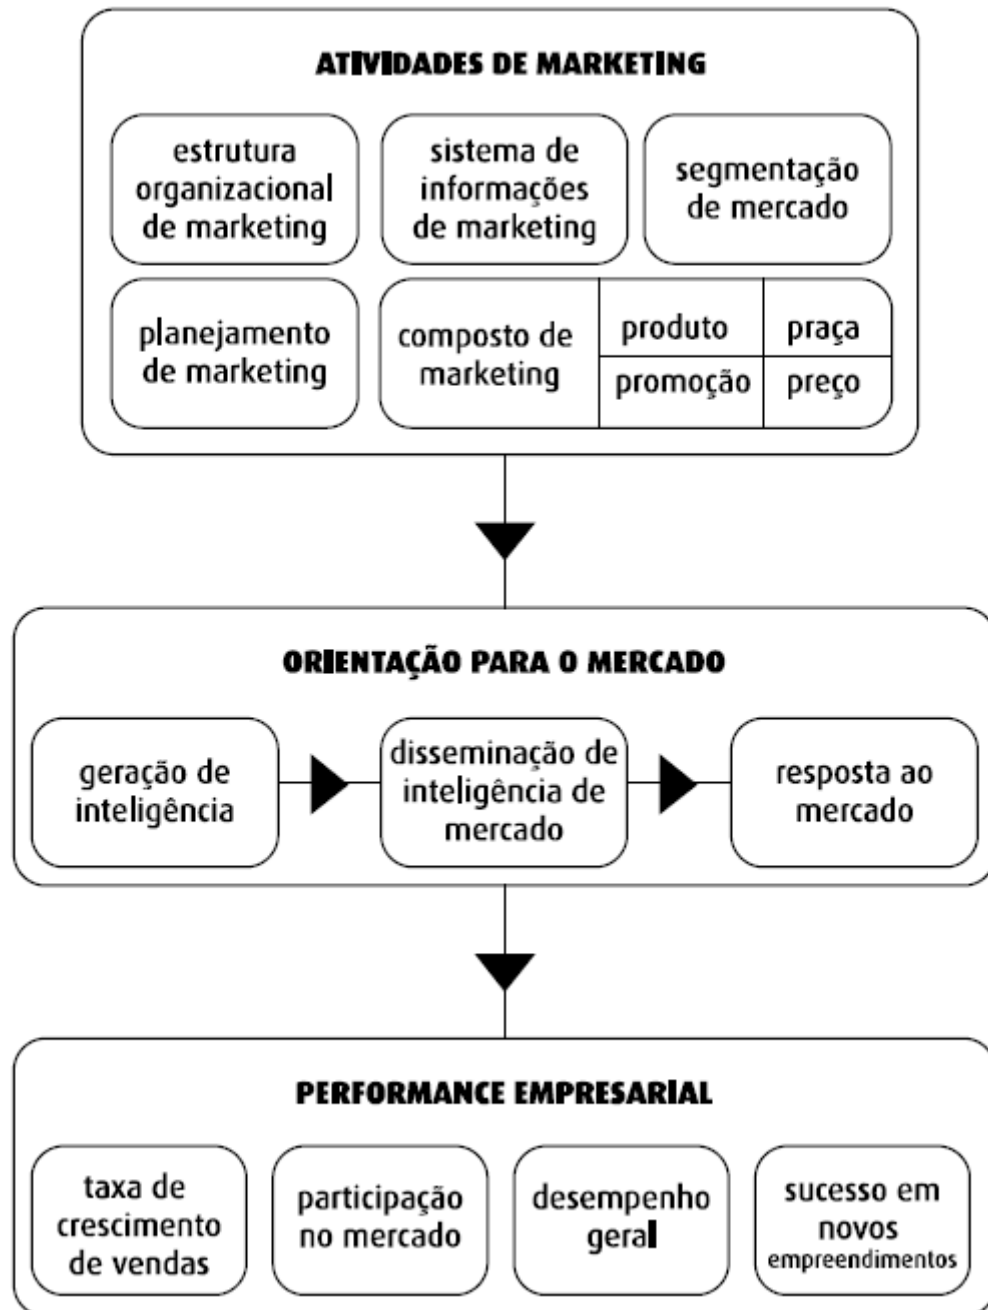 ATIVIDADES DE MARKETING
estrutura
organizacional
de marketing
sistema de
informações
de marketing
segmentação
de mercado
planejamento
de marketing
composto de
marketing
produto
praça
promoção
preço
ORIENTAÇÃO PARA O MERCADO
geração de
inteligência
disseminação de
inteligência de
mercado
resposta ao
mercado
PERFORMANCE EMPRESARIAL
taxa de
crescimento
de vendas
participação
no mercado
desempenho
geral
sucesso em
novos
empreendimentos